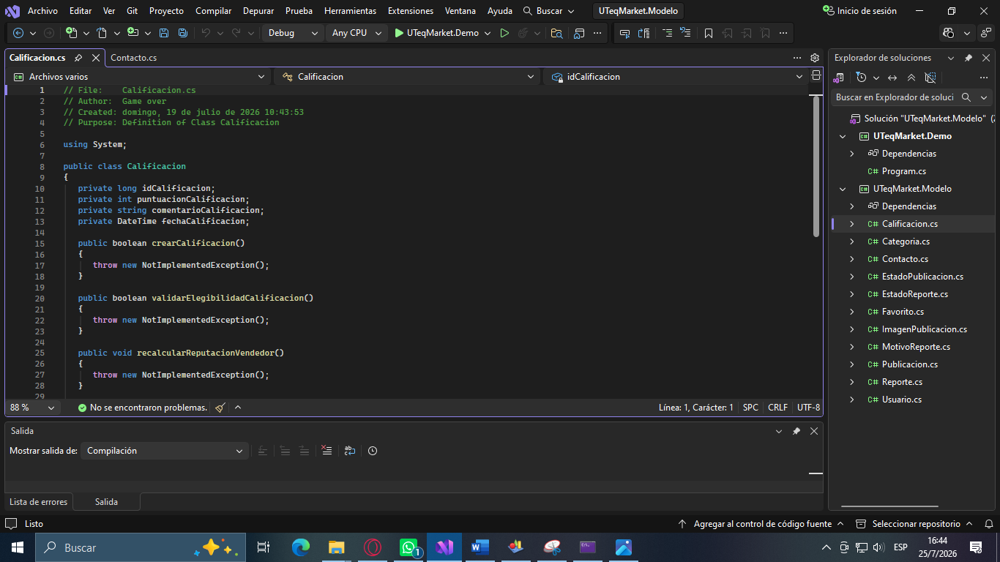 Archivo Editar Ver Git Proyecto Compilar Depurar Prueba Herramientas Extensiones Ventana Ayuda Buscar UTeqMarket.Modelo Inicio de sesión
Debug Any CPU UTeqMarket.Demo
Calificacion.cs Contacto.cs
Archivos varios Calificacion idCalificacion
1 // File:    Calificacion.cs
2 // Author:  Game over
3 // Created: domingo, 19 de julio de 2026 10:43:53
4 // Purpose: Definition of Class Calificacion
5
6 using System;
7
8 public class Calificacion
9 {
10 private long idCalificacion;
11 private int puntuacionCalificacion;
12 private string comentarioCalificacion;
13 private DateTime fechaCalificacion;
14
15 public boolean crearCalificacion()
16 {
17 throw new NotImplementedException();
18 }
19
20 public boolean validarElegibilidadCalificacion()
21 {
22 throw new NotImplementedException();
23 }
24
25 public void recalcularReputacionVendedor()
26 {
27 throw new NotImplementedException();
28 }
29
88 % No se encontraron problemas. Línea: 1, Carácter: 1 SPC CRLF UTF-8
Salida
Mostrar salida de: Compilación
Lista de errores Salida
Explorador de soluciones
Buscar en Explorador de soluci
Solución "UTeqMarket.Modelo" (2
UTeqMarket.Demo
Dependencias
C# Program.cs
UTeqMarket.Modelo
Dependencias
C# Calificacion.cs
C# Categoria.cs
C# Contacto.cs
C# EstadoPublicacion.cs
C# EstadoReporte.cs
C# Favorito.cs
C# ImagenPublicacion.cs
C# MotivoReporte.cs
C# Publicacion.cs
C# Reporte.cs
C# Usuario.cs
Listo Agregar al control de código fuente Seleccionar repositorio
Buscar 1 ESP 16:44
25/7/2026